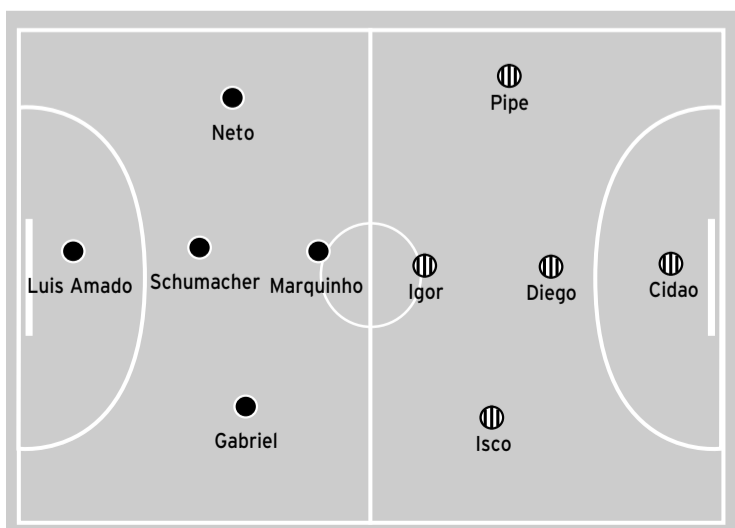 Pipe
Neto
Luis Amado
Schumacher
Marquinho
Igor
Diego
Cidao
Gabriel
Isco